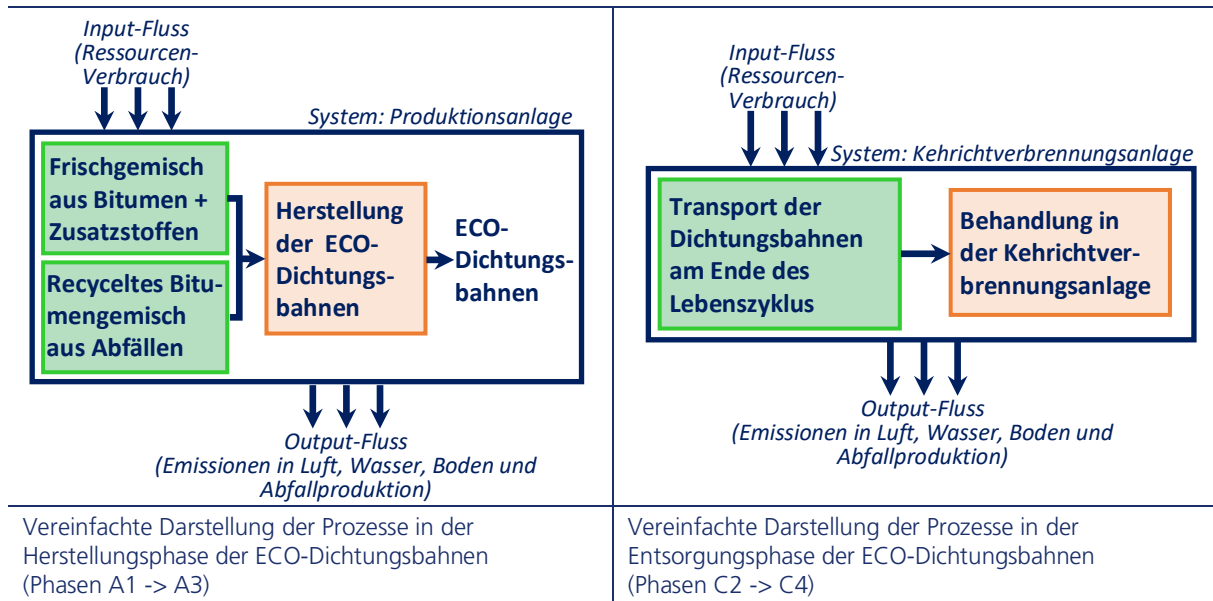 Input-Fluss
(Ressourcen-
Verbrauch)
System: Produktionsanlage
Frischgemisch
aus Bitumen +
Zusatzstoffen
Recyceltes Bitu-
mengemisch
aus Abfällen
Herstellung
der ECO-
Dichtungs-
bahnen
ECO-
Dichtungs-
bahnen
Output-Fluss
(Emissionen in Luft, Wasser, Boden und
Abfallproduktion)
Vereinfachte Darstellung der Prozesse in der
Herstellungsphase der ECO-Dichtungsbahnen
(Phasen A1 -> A3)
Input-Fluss
(Ressourcen-
Verbrauch)
System: Kehrichtverbrennungsanlage
Transport der
Dichtungsbahnen
am Ende des
Lebenszyklus
Behandlung in
der Kehrichtver-
brennungsanlage
Output-Fluss
(Emissionen in Luft, Wasser, Boden und
Abfallproduktion)
Vereinfachte Darstellung der Prozesse in der
Entsorgungsphase der ECO-Dichtungsbahnen
(Phasen C2 -> C4)